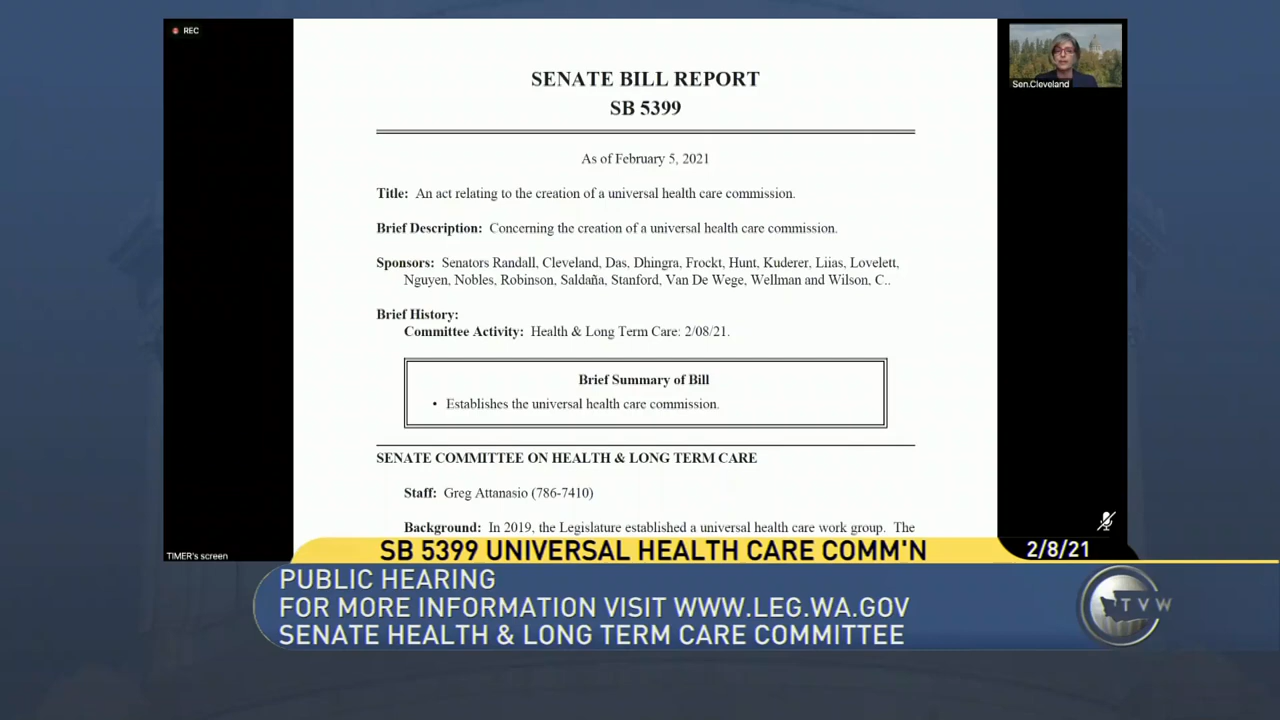 REC
SENATE BILL REPORT
SB 5399
As of February 5, 2021
Title: An act relating to the creation of a universal health care commission.
Brief Description: Concerning the creation of a universal health care commission.
Sponsors: Senators Randall, Cleveland, Das, Dhingra, Frockt, Hunt, Kuderer, Liias, Lovelett,
Nguyen, Nobles, Robinson, Saldaña, Stanford, Van De Wege, Wellman and Wilson, C..
Brief History:
Committee Activity: Health & Long Term Care: 2/08/21.
Brief Summary of Bill
• Establishes the universal health care commission.
SENATE COMMITTEE ON HEALTH & LONG TERM CARE
Staff: Greg Attanasio (786-7410)
Background: In 2019, the Legislature established a universal health care work group. The
Sen.Cleveland
TIMER's screen
SB 5399 UNIVERSAL HEALTH CARE COMM'N
2/8/21
PUBLIC HEARING
FOR MORE INFORMATION VISIT WWW.LEG.WA.GOV
SENATE HEALTH & LONG TERM CARE COMMITTEE
TVW